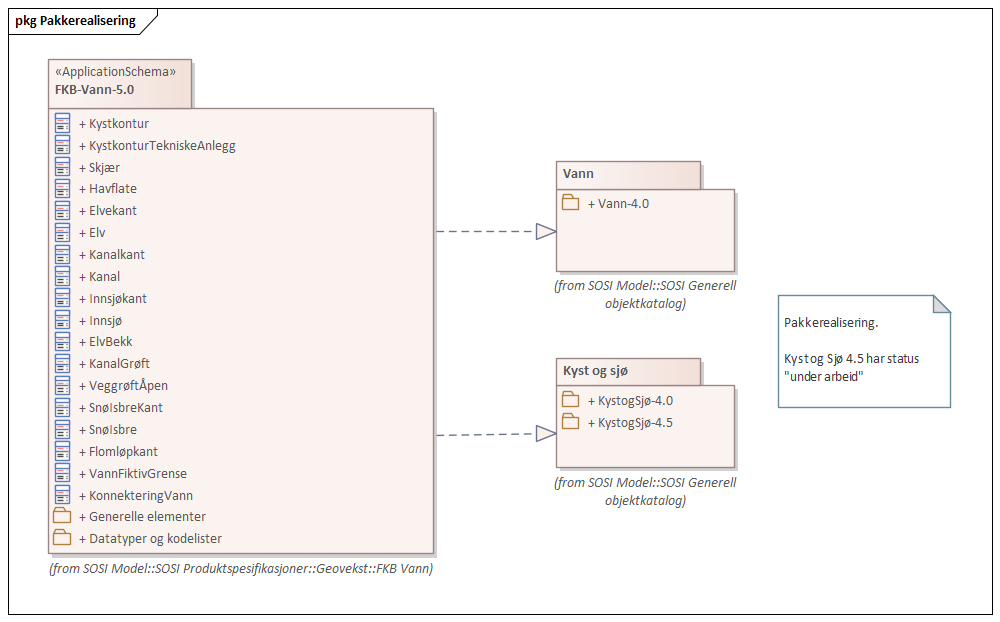 pkg Pakkerealisering
«ApplicationSchema»
FKB-Vann-5.0
+ Kystkontur
+ KystkonturTekniskeAnlegg
+ Skjær
+ Havflate
+ Elvekant
+ Elv
+ Kanalkant
+ Kanal
+ Innsjøkant
+ Innsjø
+ ElvBekk
+ KanalGrøft
+ VeggrøftÅpen
+ SnøIsbreKant
+ SnøIsbre
+ Flomløpkant
+ VannFiktivGrense
+ KonnekteringVann
+ Generelle elementer
+ Datatyper og kodelister
(from SOSI Model::SOSI Produktspesifikasjoner::Geovekst::FKB Vann)
Vann
+ Vann-4.0
(from SOSI Model::SOSI Generell
objektkatalog)
Kyst og sjø
+ KystogSjø-4.0
+ KystogSjø-4.5
(from SOSI Model::SOSI Generell
objektkatalog)
Pakkerealisering.
Kyst og Sjø 4.5 har status
"under arbeid"